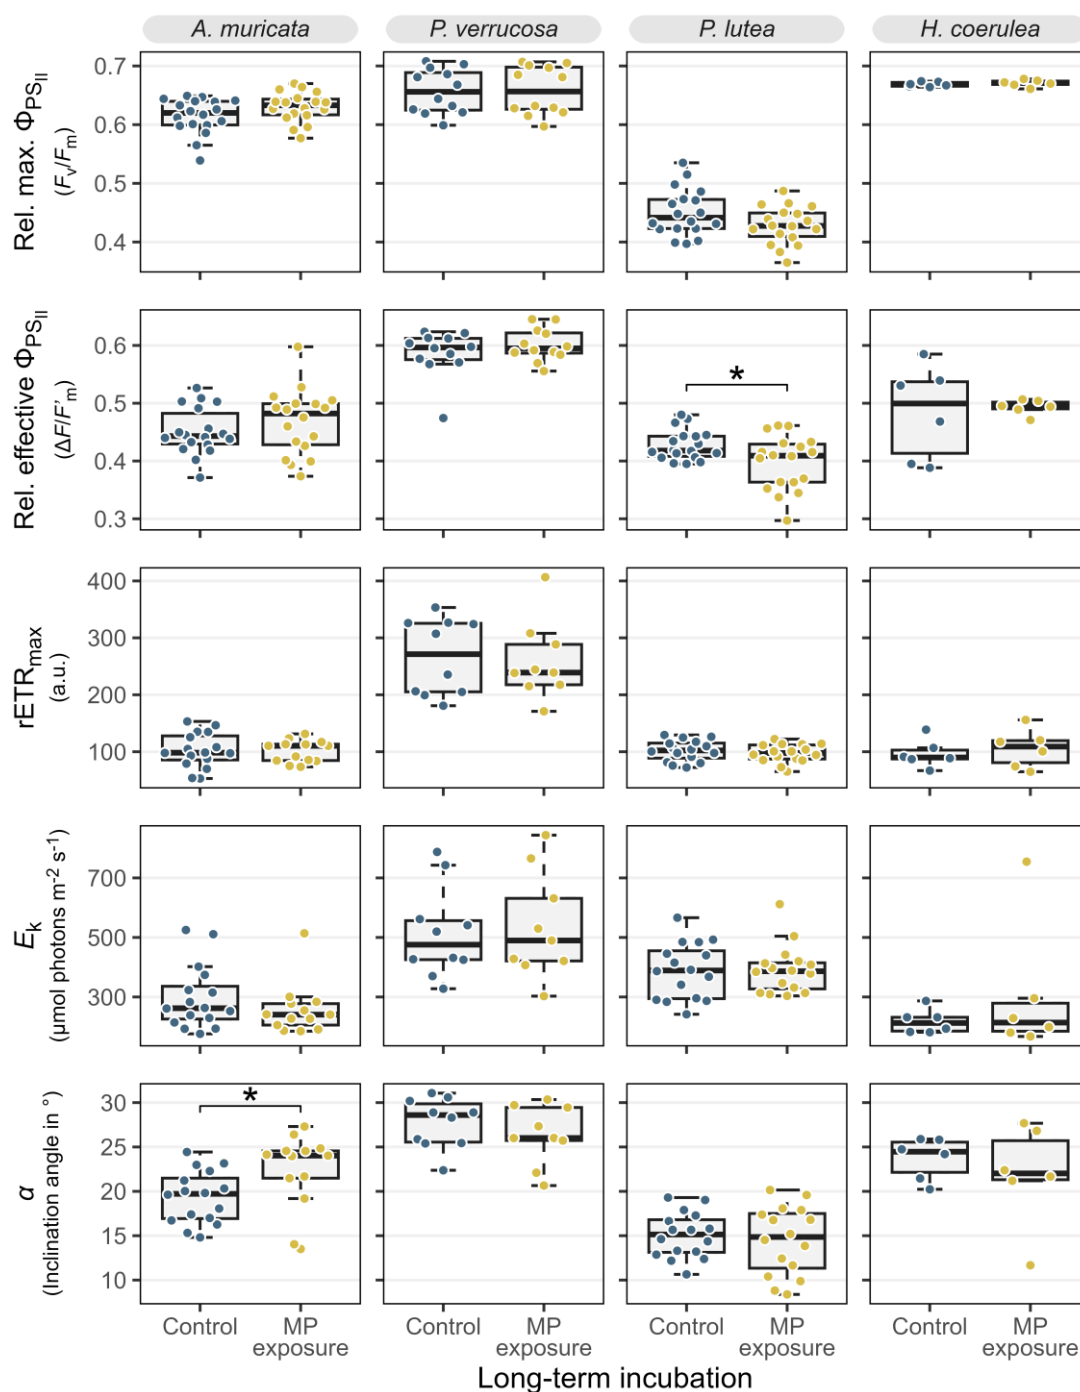 A. muricata P. verrucosa P. lutea H. coerulea
Rel. max. ΦPSII
(Fv/Fm)
0.7
0.6
0.5
0.4
Rel. effective ΦPSII
(ΔF/F'm)
0.6
0.5
0.4
0.3
*
rETRmax
(a.u.)
400
300
200
100
Ek
(µmol photons m-2 s-1)
700
500
300
α
(Inclination angle in °)
30
25
20
15
10
*
Control MP Control MP Control MP Control MP
exposure exposure exposure exposure
Long-term incubation